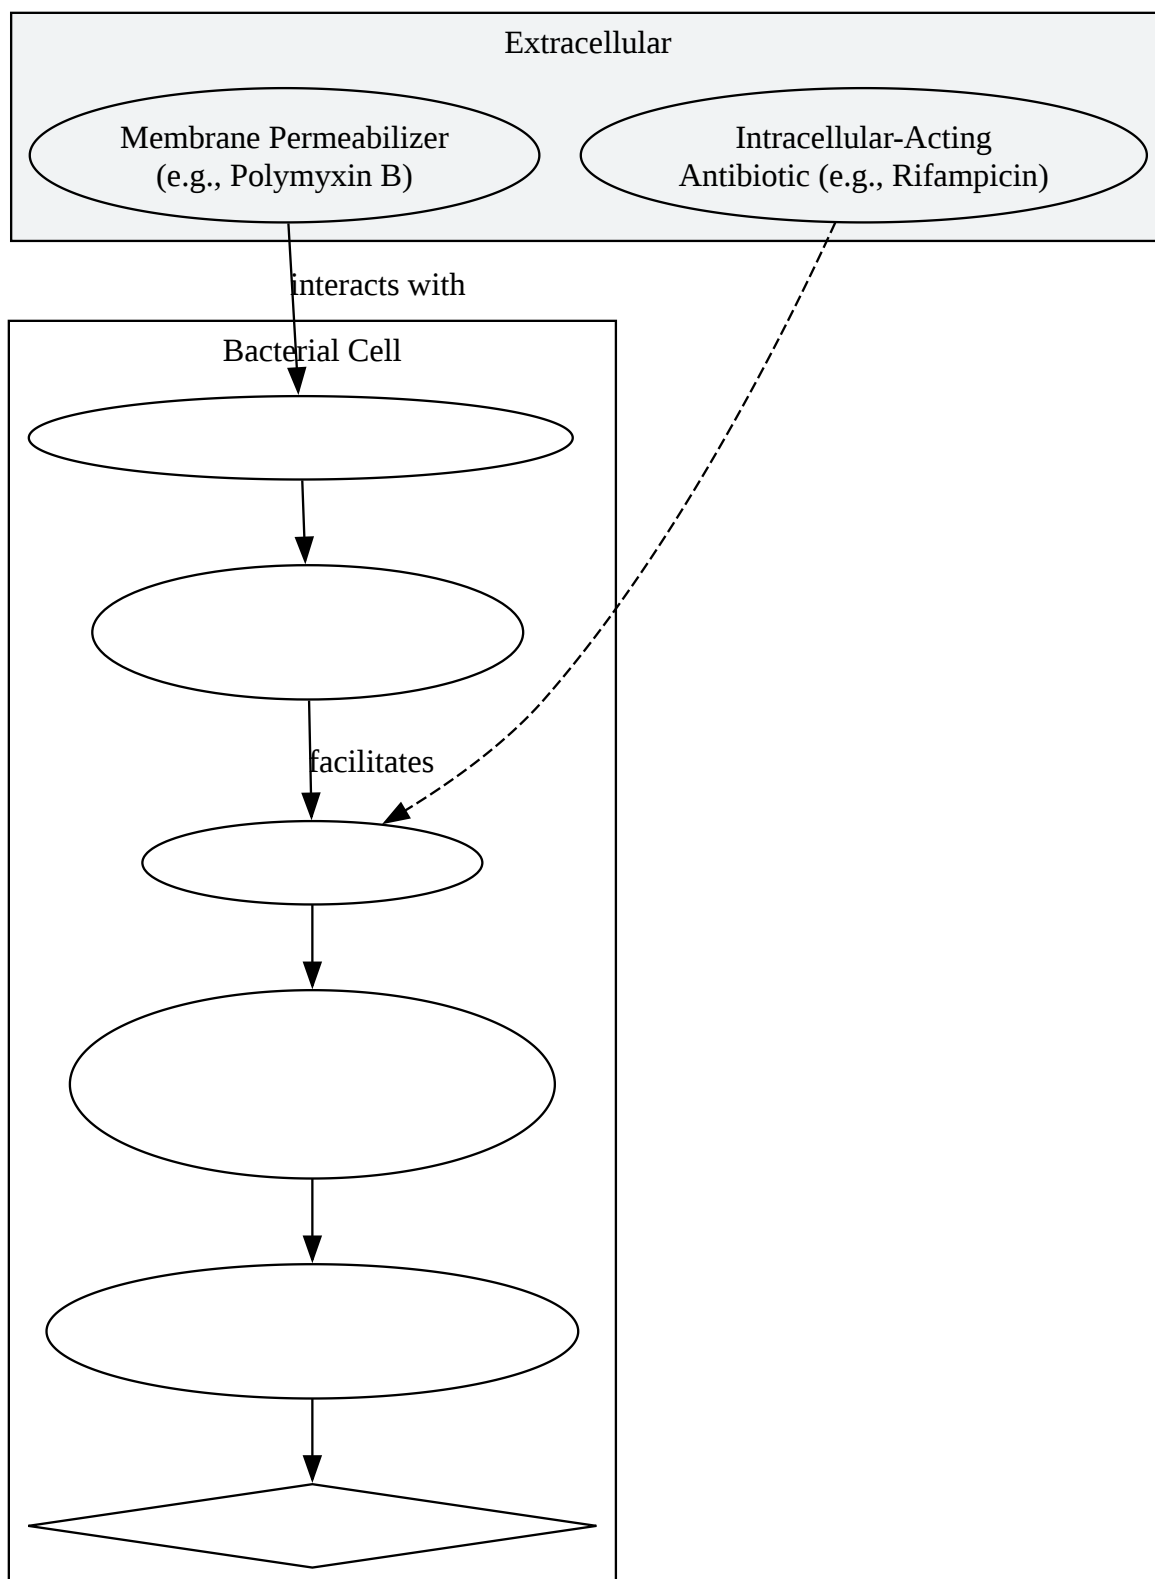 Extracellular
Membrane Permeabilizer
(e.g., Polymyxin B)
Intracellular-Acting
Antibiotic (e.g., Rifampicin)
interacts with
Bacterial Cell
facilitates